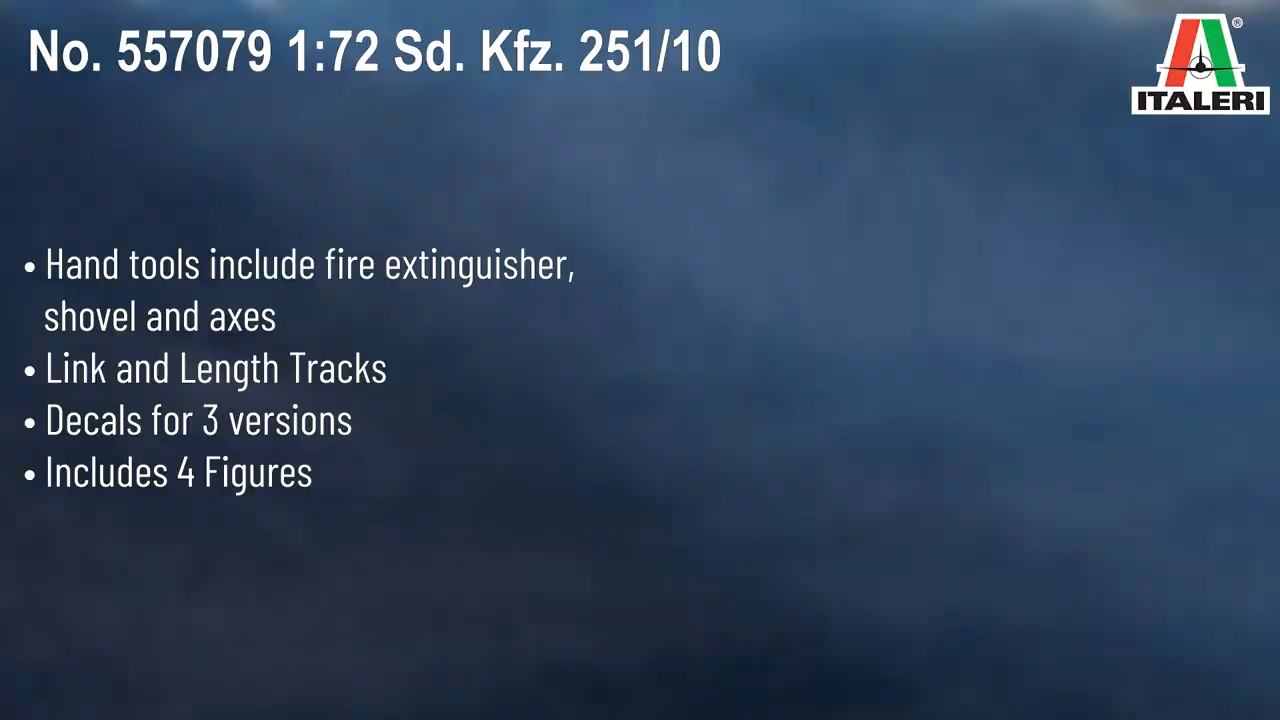 No. 557079 1:72 Sd. Kfz. 251/10
ITALERI
®
• Hand tools include fire extinguisher,
shovel and axes
• Link and Length Tracks
• Decals for 3 versions
• Includes 4 Figures